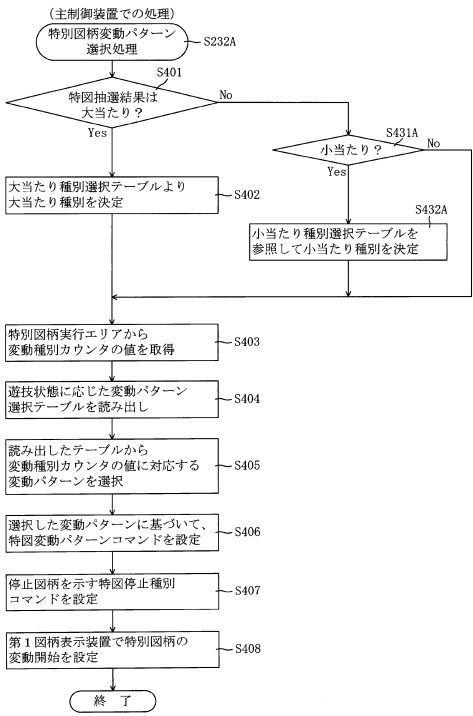 （主制御装置での処理）
特別図柄変動パターン
選択処理
S232A
S401
特図抽選結果は
大当たり？
No
Yes
S431A
小当たり？
No
Yes
大当たり種別選択テーブルより
大当たり種別を決定
S402
S432A
小当たり種別選択テーブルを
参照して小当たり種別を決定
特別図柄実行エリアから
変動種別カウンタの値を取得
S403
遊技状態に応じた変動パターン
選択テーブルを読み出し
S404
読み出したテーブルから
変動種別カウンタの値に対応する
変動パターンを選択
S405
選択した変動パターンに基づいて、
特図変動パターンコマンドを設定
S406
停止図柄を示す特図停止種別
コマンドを設定
S407
第１図柄表示装置で特別図柄の
変動開始を設定
S408
終 了